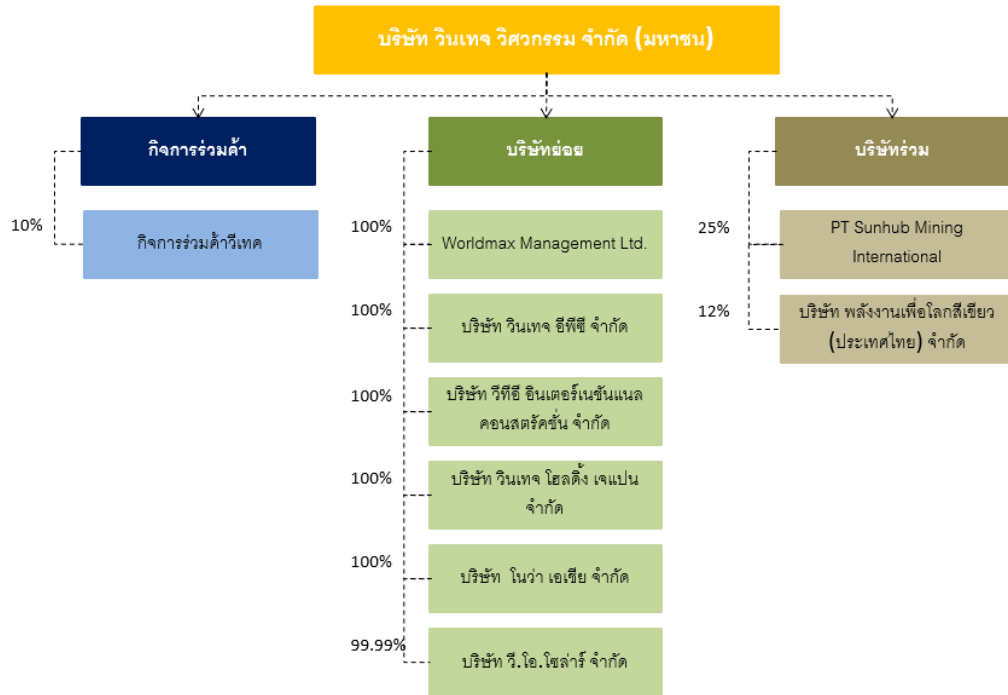 บริษัท วินเทจ วิศวกรรม จำกัด (มหาชน)
กิจการร่วมค้า
10%
กิจการร่วมค้าวีเทค
บริษัทย่อย
100%
Worldmax Management Ltd.
100%
บริษัท วินเทจ อีพีซี จำกัด
100%
บริษัท วีทีอี อินเตอร์เนชันแนล
คอนสตรัคชั่น จำกัด
100%
บริษัท วินเทจ โฮลดิ้ง เจแปน
จำกัด
100%
บริษัท โนว่า เอเชีย จำกัด
99.99%
บริษัท วี.โอ.โซล่าร์ จำกัด
บริษัทร่วม
25%
PT Sunhub Mining
International
12%
บริษัท พลังงานเพื่อโลกสีเขียว
(ประเทศไทย) จำกัด